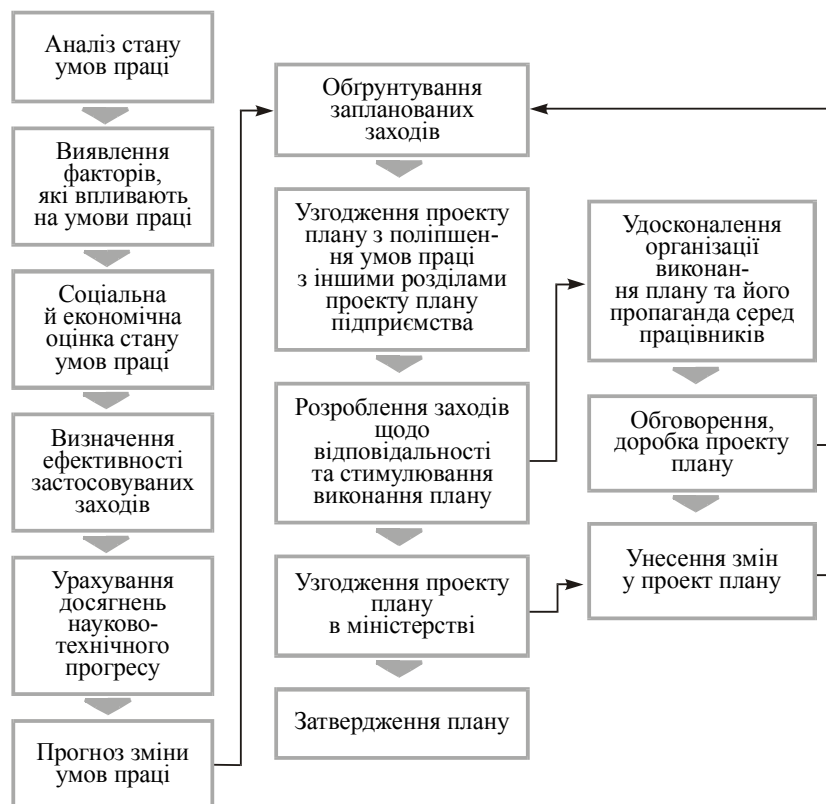 Аналіз стану
умов праці
Виявлення
факторів,
які впливають
на умови праці
Соціальна
й економічна
оцінка стану
умов праці
Визначення
ефективності
застосовуваних
заходів
Урахування
досягнень
науково-
технічного
прогресу
Прогноз зміни
умов праці
Обґрунтування
запланованих
заходів
Узгодження проекту
плану з поліпшен-
ня умов праці
з іншими розділами
проекту плану
підприємства
Розроблення заходів
щодо
відповідальності
та стимулювання
виконання плану
Узгодження проекту
плану
в міністерстві
Затвердження плану
Удосконалення
організації
виконан-
ня плану та його
пропаганда серед
працівників
Обговорення,
доробка проекту
плану
Унесення змін
у проект плану